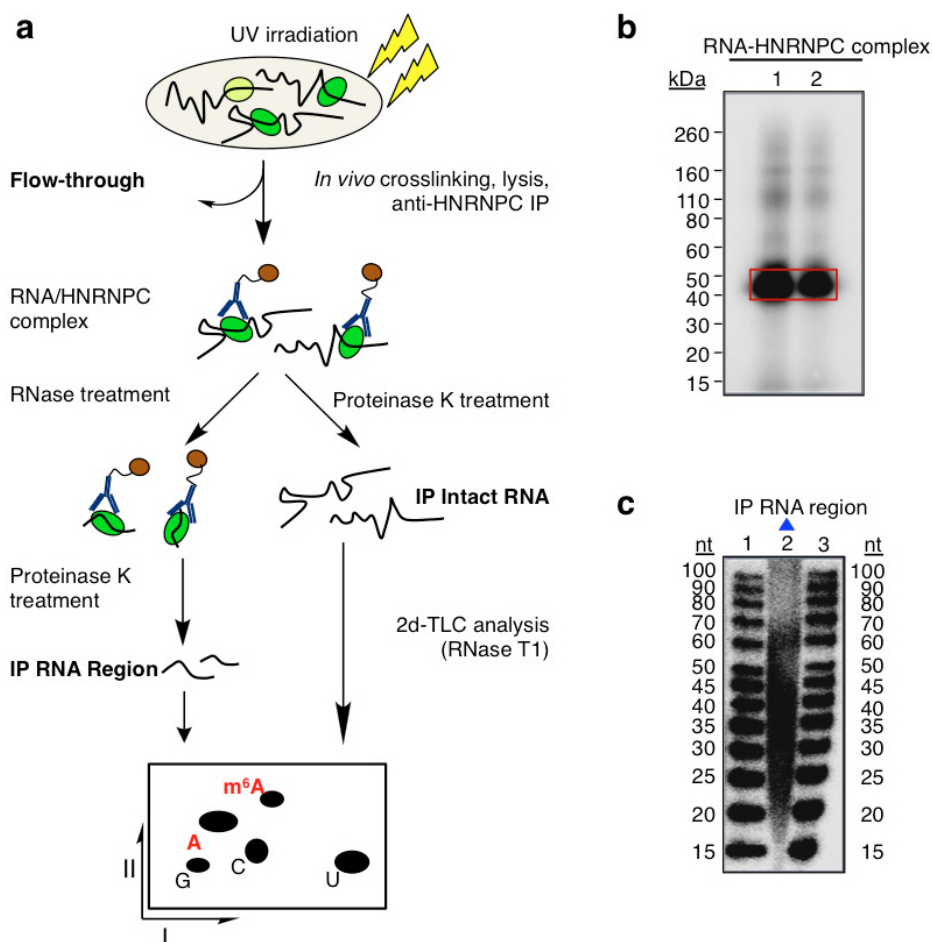 a
UV irradiation
Flow-through
In vivo crosslinking, lysis,
anti-HNRNPC IP
RNA/HNRNPC
complex
RNase treatment
Proteinase K treatment
IP Intact RNA
Proteinase K
treatment
2d-TLC analysis
(RNase T1)
IP RNA Region
m⁶A
A
G
C
U
II
I
b
RNA-HNRNPC complex
kDa
1 2
260
160
110
80
60
50
40
30
20
15
c
IP RNA region
nt 1 2 3 nt
100 100
90 90
80 80
70 70
60 60
50 50
45 45
40 40
35 35
30 30
25 25
20 20
15 15